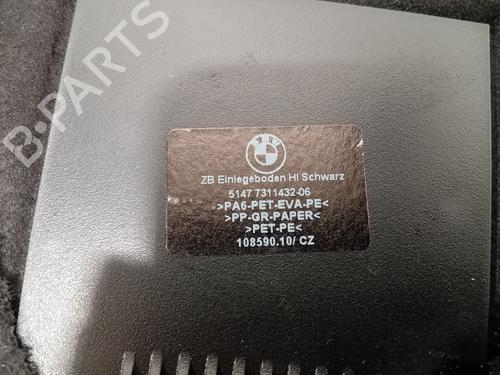 B-PARTS
ZB Einlegeboden HI Schwarz
5147 7311432-06
>PA6-PET-EVA-PE<
>PP-GR-PAPER<
>PET-PE<
108590.10/ CZ